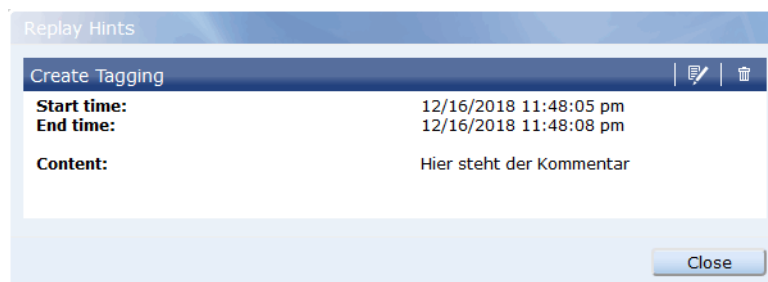 Replay Hints
Create Tagging
Start time: 12/16/2018 11:48:05 pm
End time: 12/16/2018 11:48:08 pm
Content: Hier steht der Kommentar
Close